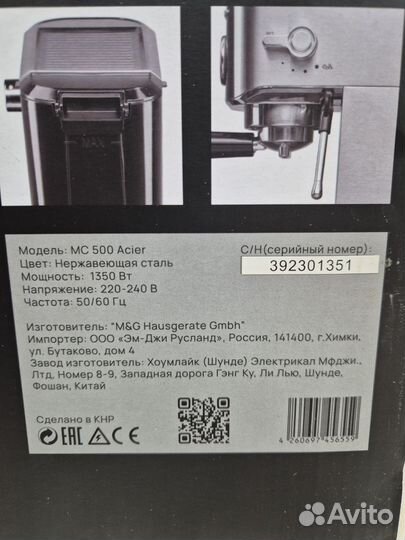 MAX
Модель: MC 500 Acier
Цвет: Нержавеющая сталь
Мощность: 1350 Вт
Напряжение: 220-240 В
Частота: 50/60 Гц
С/Н(серийный номер):
392301351
Изготовитель: "M&G Hausgerate Gmbh"
Импортер: ООО «Эм-Джи Русланд», Россия, 141400, г.Химки,
ул. Бутаково, дом 4
Завод изготовитель: Хоумлайк (Шунде) Электрикал Мфджи.,
Лтд, Номер 8-9, Западная дорога Гэнг Ку, Ли Лью, Шунде,
Фошан, Китай
Сделано в КНР
EAC CE
4 260697 456559
Avito